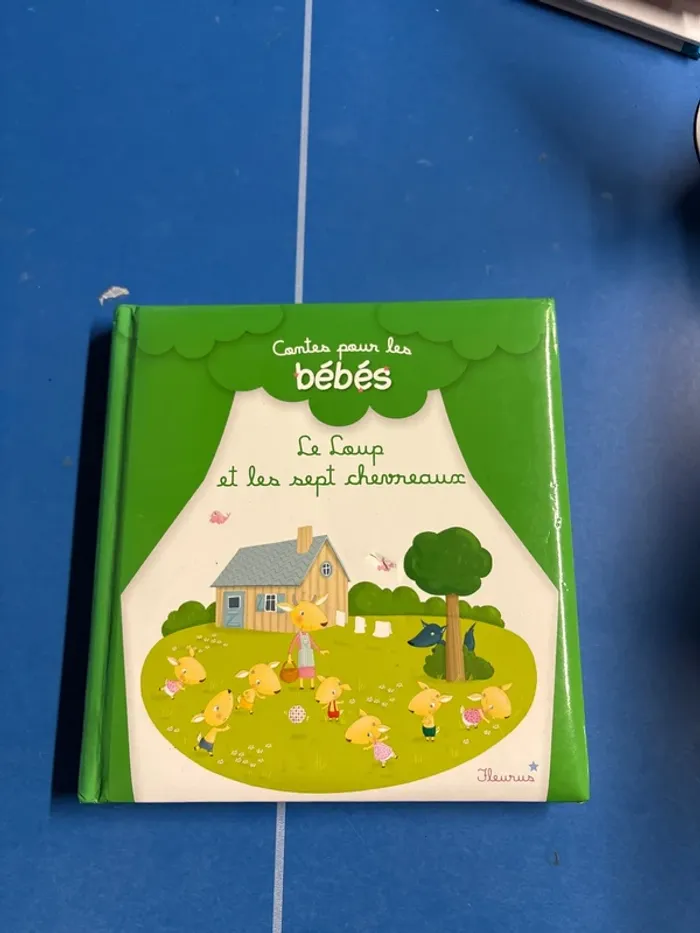 Contes pour les
bébés
Le Loup
et les sept chevreaux
Fleurus